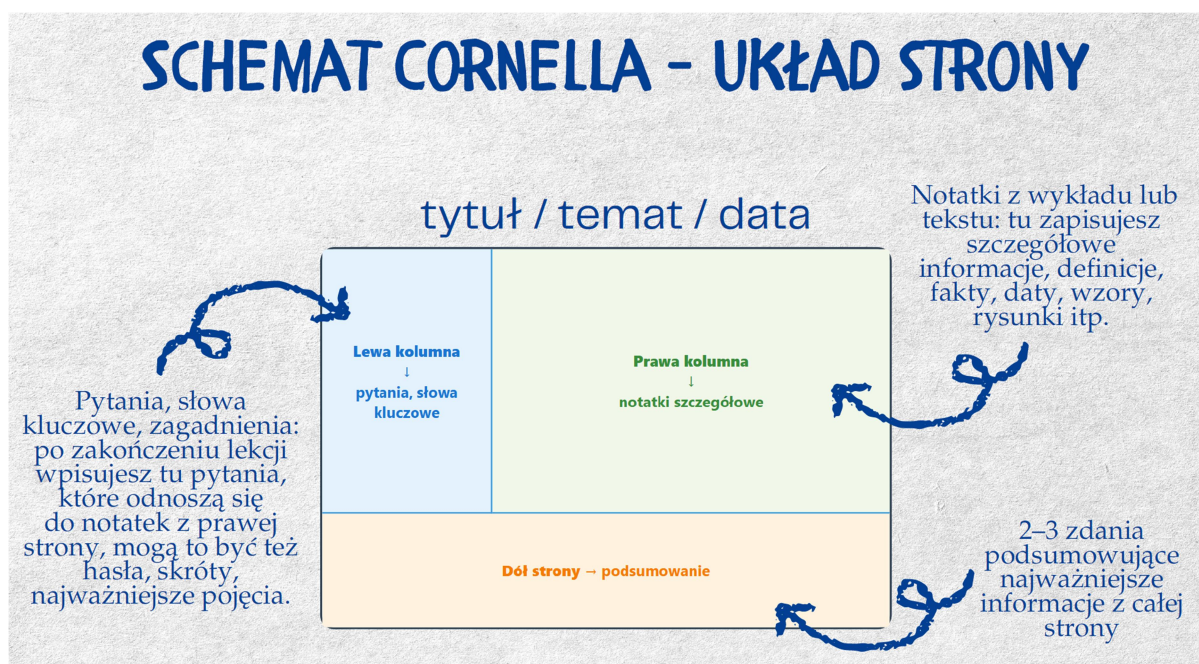 SCHEMAT CORNELLA – UKŁAD STRONY
tytuł / temat / data
Notatki z wykładu lub
tekstu: tu zapisujesz
szczegółowe
informacje, definicje,
fakty, daty, wzory,
rysunki itp.
Lewa kolumna
↓
pytania, słowa
kluczowe
Prawa kolumna
↓
notatki szczegółowe
Pytania, słowa
kluczowe, zagadnienia:
po zakończeniu lekcji
wpisujesz tu pytania,
które odnoszą się
do notatek z prawej
strony, mogą to być też
hasła, skróty,
najważniejsze pojęcia.
Dół strony → podsumowanie
2–3 zdania
podsumowujące
najważniejsze
informacje z całej
strony